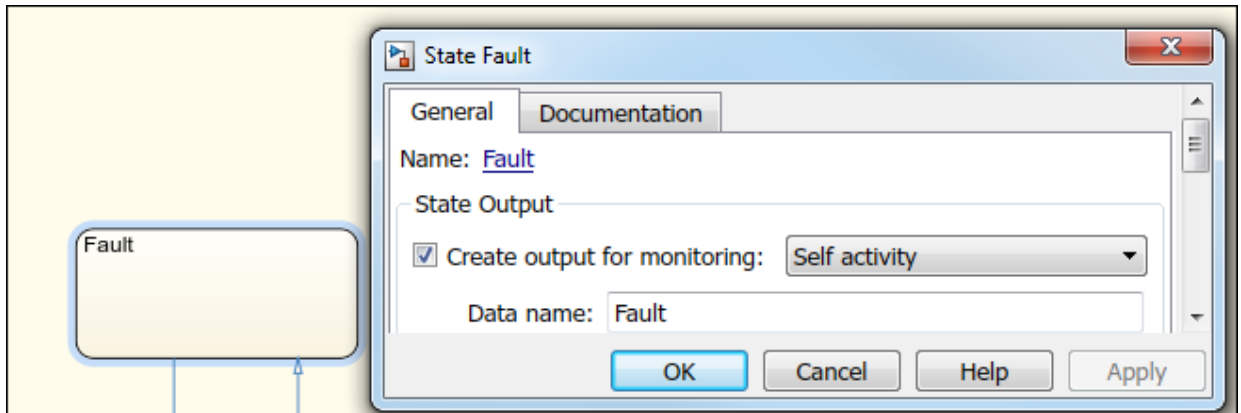 State Fault
General Documentation
Name: Fault
State Output
Fault
Create output for monitoring: Self activity
Data name: Fault
OK Cancel Help Apply